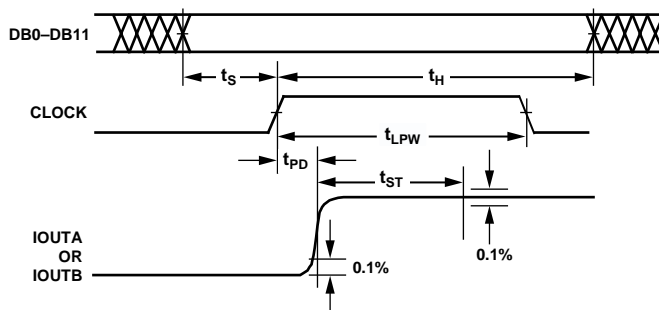 DB0–DB11
tS
tH
CLOCK
tLPW
tPD
tST
IOUTA
OR
IOUTB
0.1%
0.1%